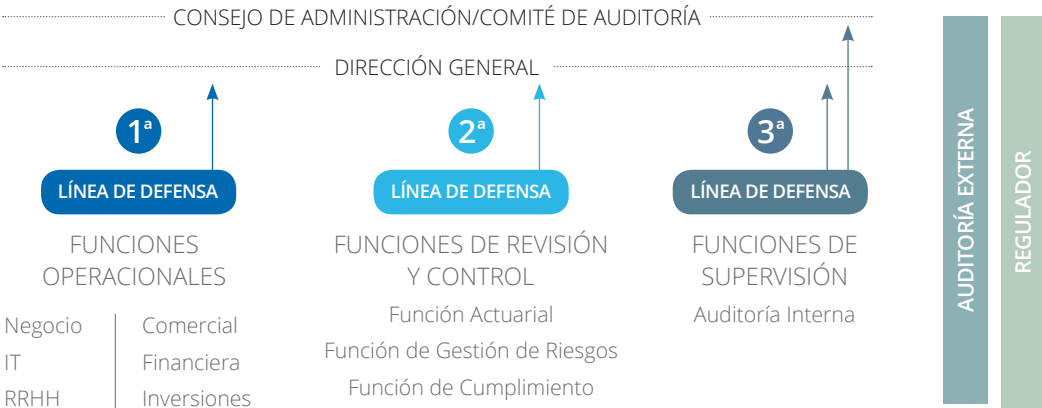 CONSEJO DE ADMINISTRACIÓN/COMITÉ DE AUDITORÍA
DIRECCIÓN GENERAL
1ª
LÍNEA DE DEFENSA
FUNCIONES
OPERACIONALES
Negocio
IT
RRHH
Comercial
Financiera
Inversiones
2ª
LÍNEA DE DEFENSA
FUNCIONES DE REVISIÓN
Y CONTROL
Función Actuarial
Función de Gestión de Riesgos
Función de Cumplimiento
3ª
LÍNEA DE DEFENSA
FUNCIONES DE
SUPERVISIÓN
Auditoría Interna
AUDITORÍA EXTERNA
REGULADOR